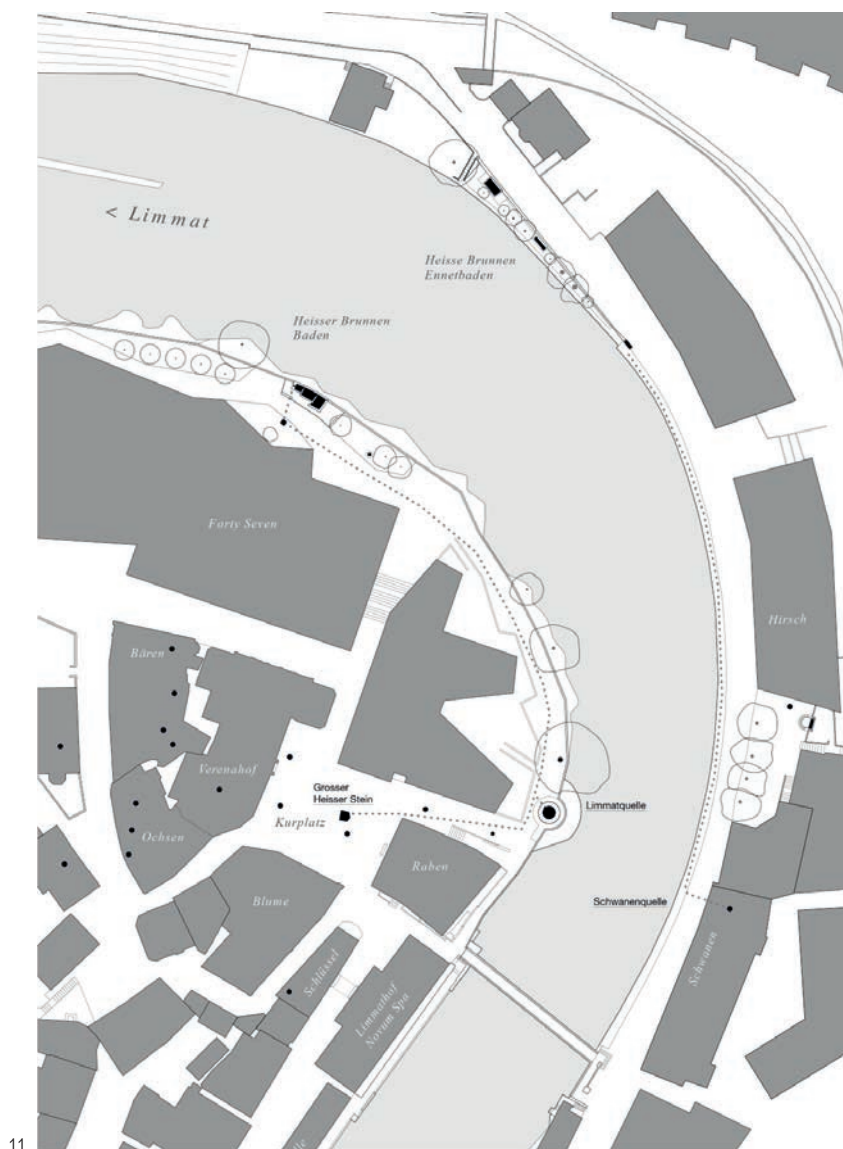 < Limmat
Heisse Brunnen
Ennetbaden
Heisser Brunnen
Baden
Forty Seven
Hirsch
Bären
Verenahof
Grosser
Heisser Stein
Limmatquelle
Kurplatz
Ochsen
Raben
Blume
Schwanenquelle
Schwanen
Schlüssel
Limmathof
Novum Spa
11